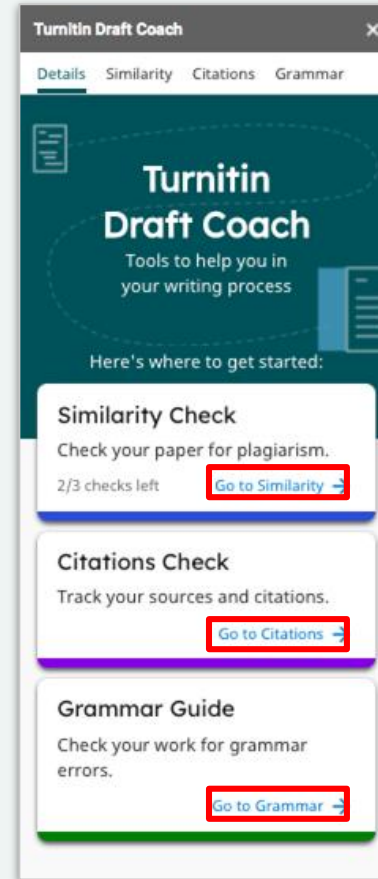 Turnitin Draft Coach
Details Similarity Citations Grammar
Turnitin
Draft Coach
Tools to help you in
your writing process
Here's where to get started:
Similarity Check
Check your paper for plagiarism.
2/3 checks left Go to Similarity →
Citations Check
Track your sources and citations.
Go to Citations →
Grammar Guide
Check your work for grammar
errors.
Go to Grammar →